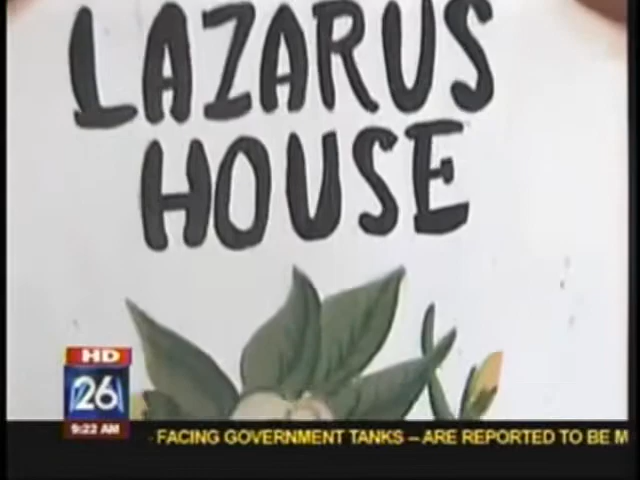 LAZARUS
HOUSE
HD
26
9:22 AM
· FACING GOVERNMENT TANKS – ARE REPORTED TO BE M